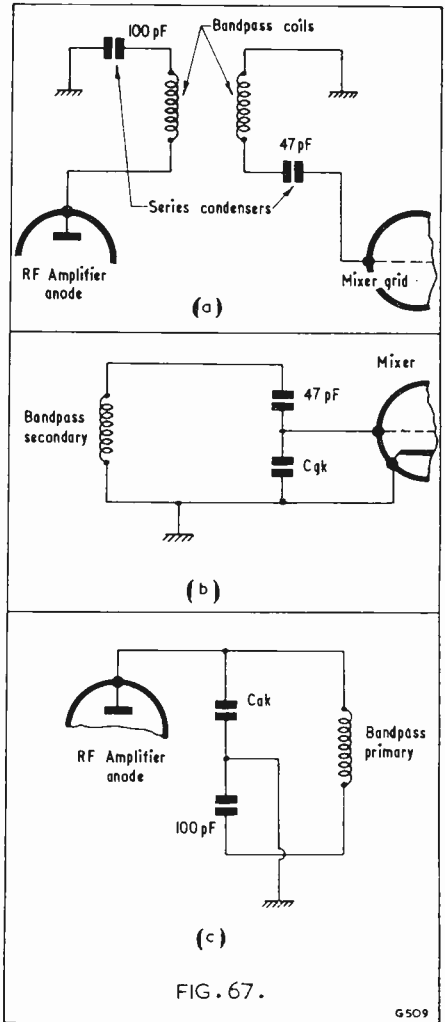 100 pF
Bandpass coils
47 pF
Series condensers
RF Amplifier
anode
Mixer grid
(a)
Mixer
47 pF
Bandpass
secondary
Cgk
(b)
Cak
RF Amplifier
anode
Bandpass
primary
100 pF
(c)
FIG. 67.
G509